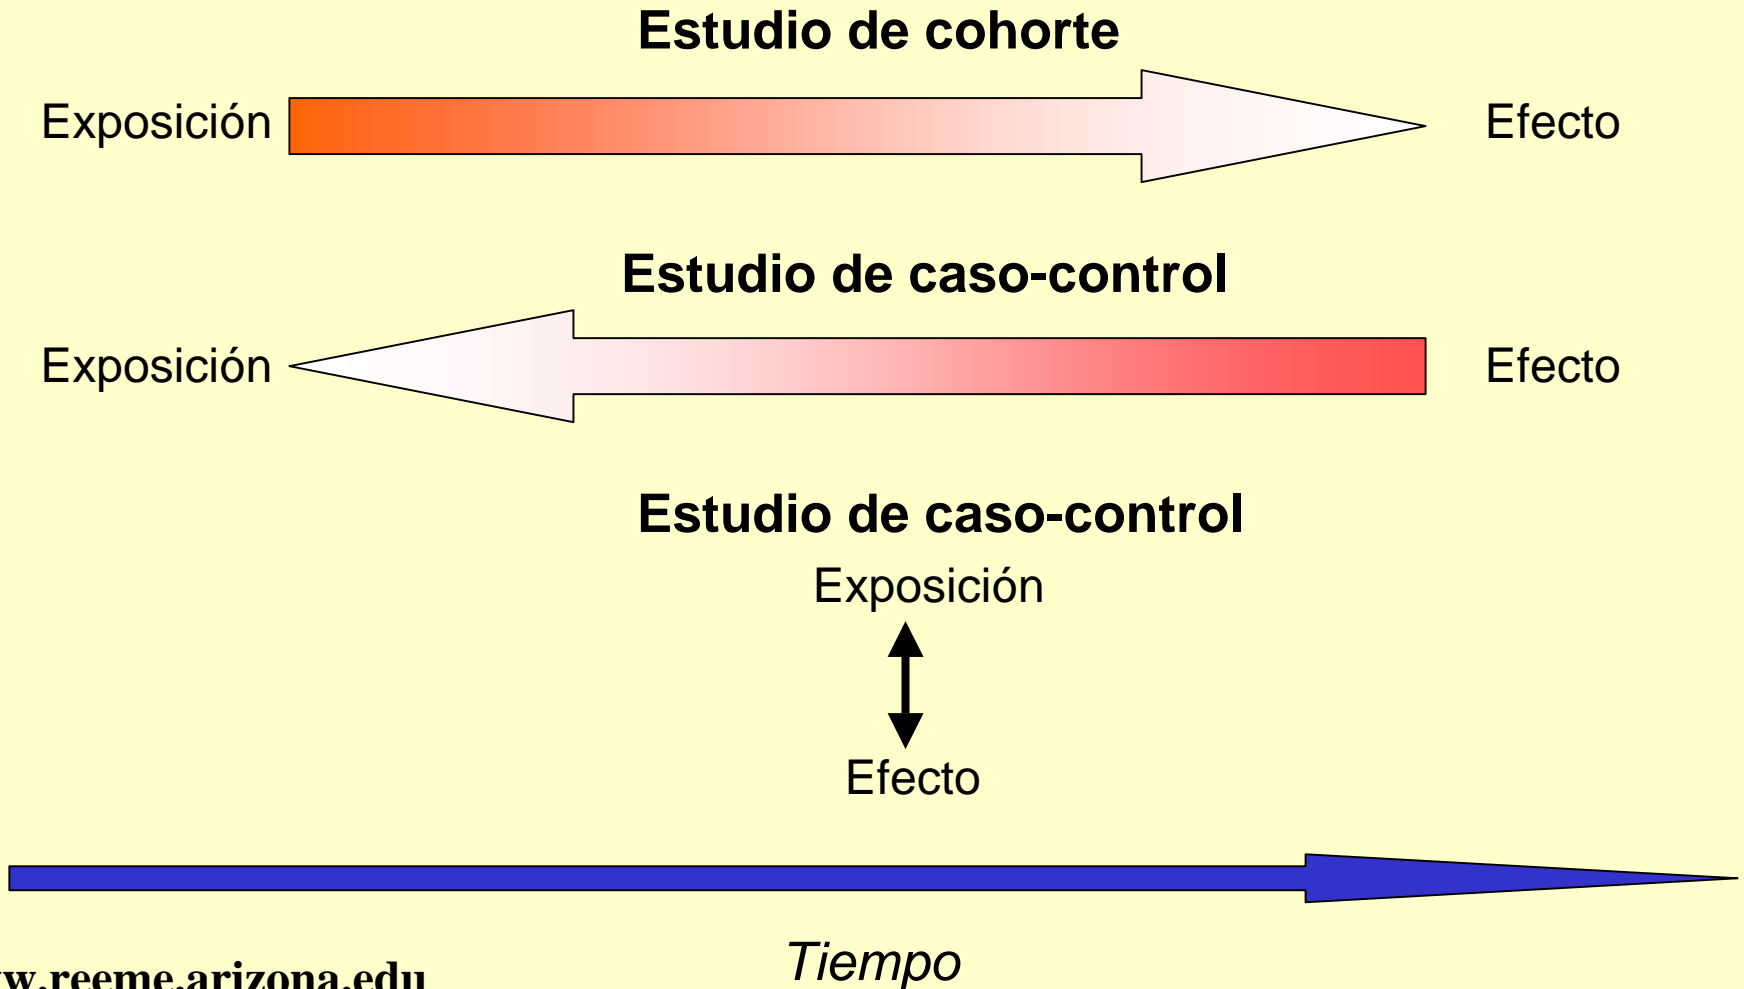 Estudio de cohorte
Exposición Efecto
Estudio de caso-control
Exposición Efecto
Estudio de caso-control
Exposición
Efecto
Tiempo
w.reeme.arizona.edu